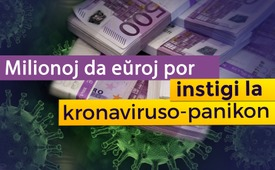 Milionoj da eŭroj por
instigi la
kronaviruso-panikon